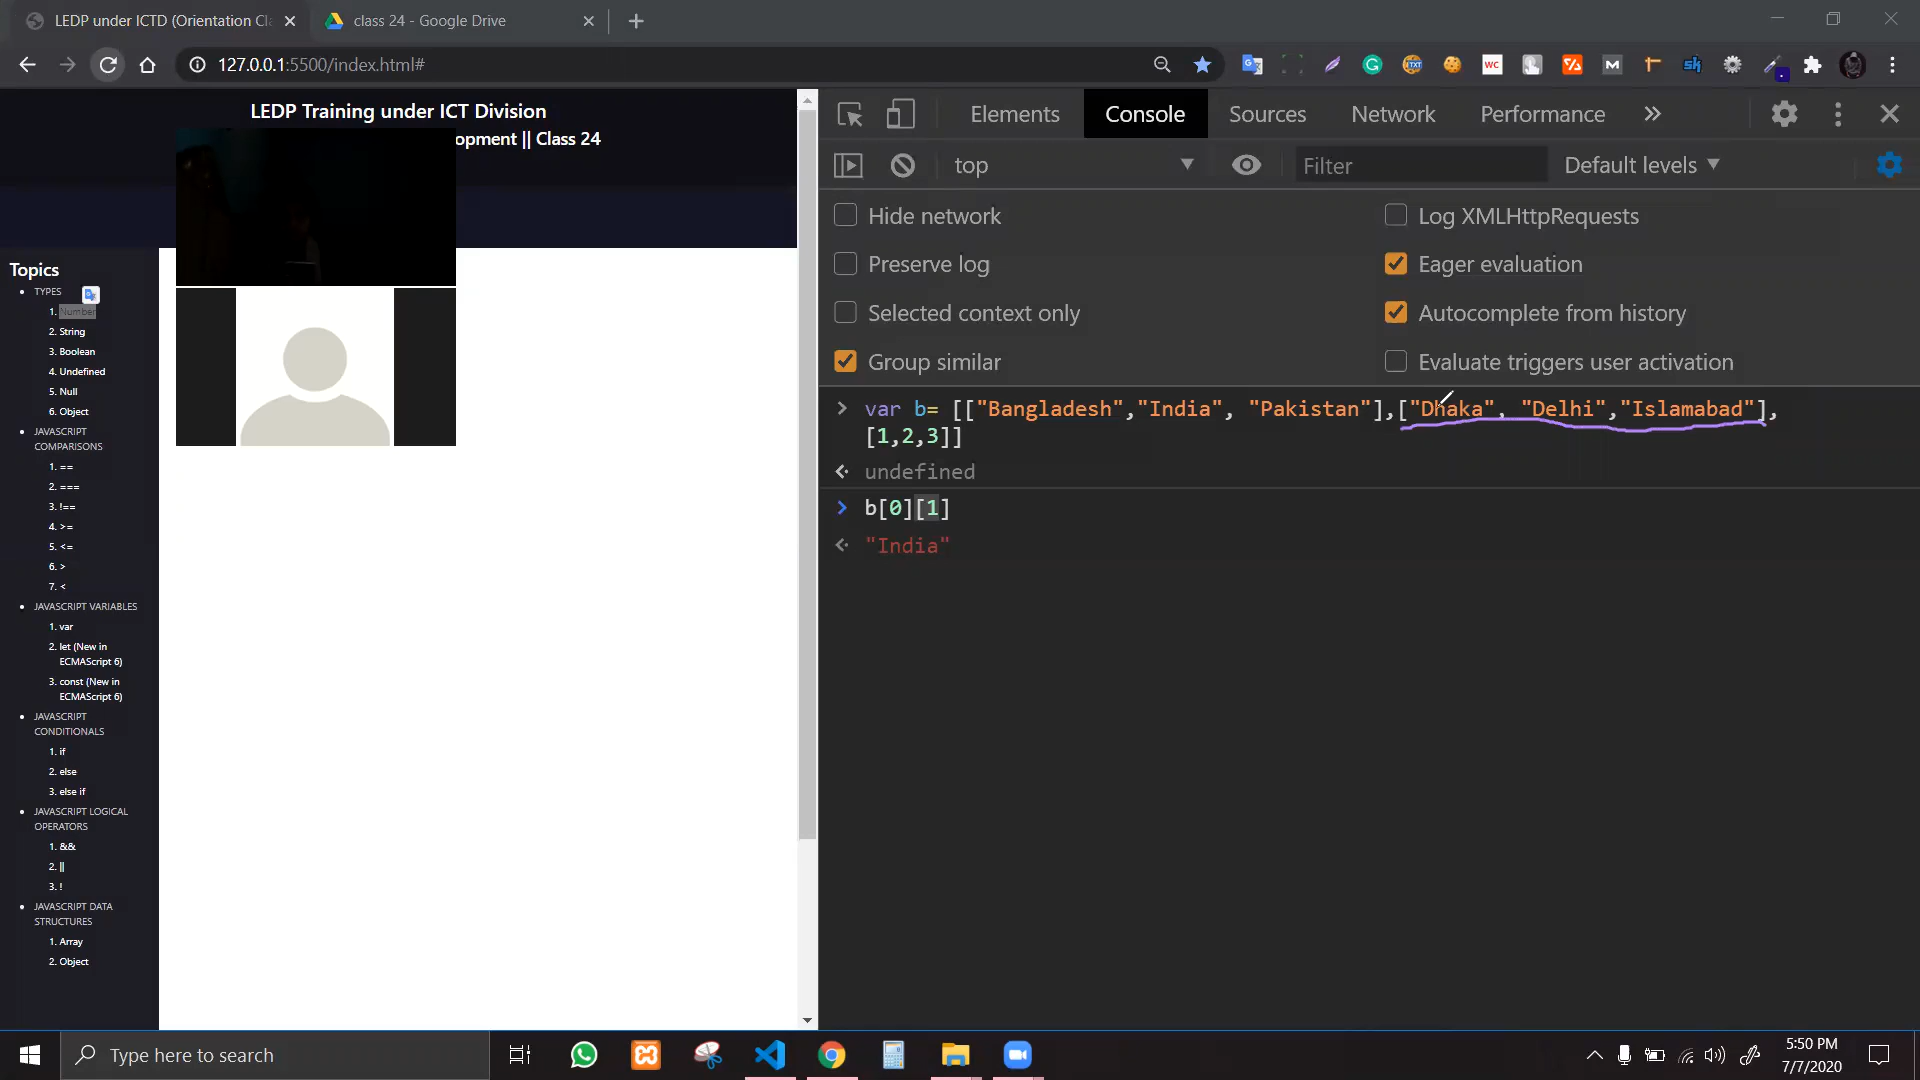 LEDP under ICTD (Orientation Cla
class 24 - Google Drive
127.0.0.1:5500/index.html#
LEDP Training under ICT Division
opment || Class 24
Topics
TYPES
1. Number
2. String
3. Boolean
4. Undefined
5. Null
6. Object
JAVASCRIPT
COMPARISONS
1. ==
2. ===
3. !==
4. >=
5. <=
6. >
7. <
JAVASCRIPT VARIABLES
1. var
2. let (New in
ECMAScript 6)
3. const (New in
ECMAScript 6)
JAVASCRIPT
CONDITIONALS
1. if
2. else
3. else if
JAVASCRIPT LOGICAL
OPERATORS
1. &&
2. ||
3. !
JAVASCRIPT DATA
STRUCTURES
1. Array
2. Object
Elements Console Sources Network Performance
top Filter Default levels
Hide network Log XMLHttpRequests
Preserve log Eager evaluation
Selected context only Autocomplete from history
Group similar Evaluate triggers user activation
var b= [["Bangladesh","India", "Pakistan"],["Dhaka", "Delhi","Islamabad"],
[1,2,3]]
undefined
b[0][1]
"India"
Type here to search
5:50 PM
7/7/2020